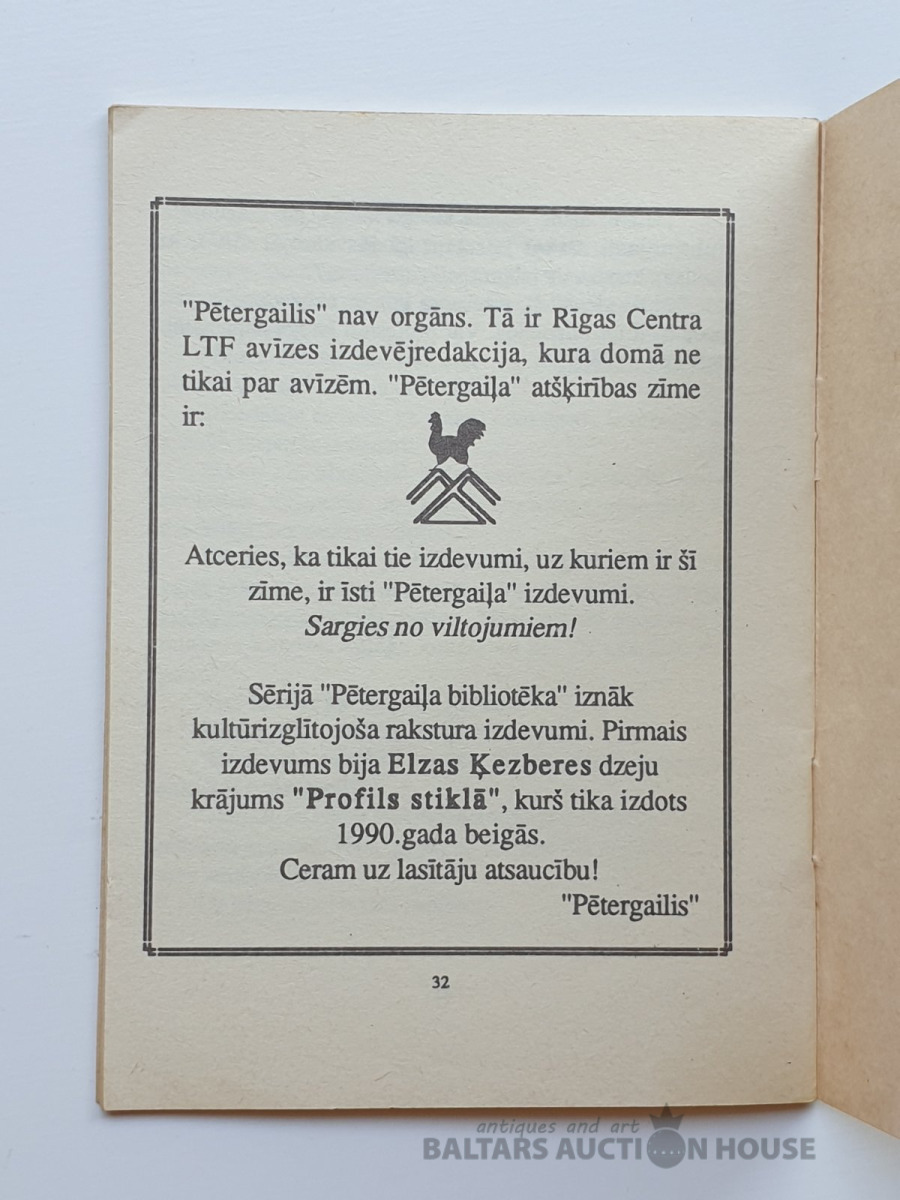 "Pētergailis" nav orgāns. Tā ir Rīgas Centra
LTF avīzes izdevējredakcija, kura domā ne
tikai par avīzēm. "Pētergaiļa" atšķirības zīme
ir:
Atceries, ka tikai tie izdevumi, uz kuriem ir šī
zīme, ir īsti "Pētergaiļa" izdevumi.
Sargies no viltojumiem!
Sērijā "Pētergaiļa bibliotēka" iznāk
kultūrizglītojoša rakstura izdevumi. Pirmais
izdevums bija Elzas Ķezberes dzeju
krājums "Profils stiklā", kurš tika izdots
1990.gada beigās.
Ceram uz lasītāju atsaucību!
"Pētergailis"
32
antiques and art
BALTARS AUCTION HOUSE